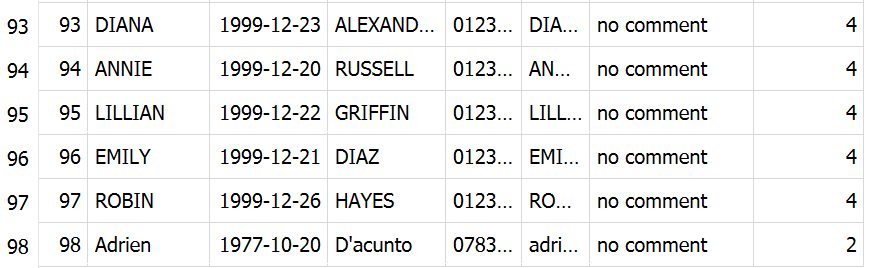 93 93 DIANA 1999-12-23 ALEXAND... 0123... DIA... no comment 4
94 94 ANNIE 1999-12-20 RUSSELL 0123... AN... no comment 4
95 95 LILLIAN 1999-12-22 GRIFFIN 0123... LILL... no comment 4
96 96 EMILY 1999-12-21 DIAZ 0123... EMI... no comment 4
97 97 ROBIN 1999-12-26 HAYES 0123... RO... no comment 4
98 98 Adrien 1977-10-20 D'acunto 0783... adri... no comment 2